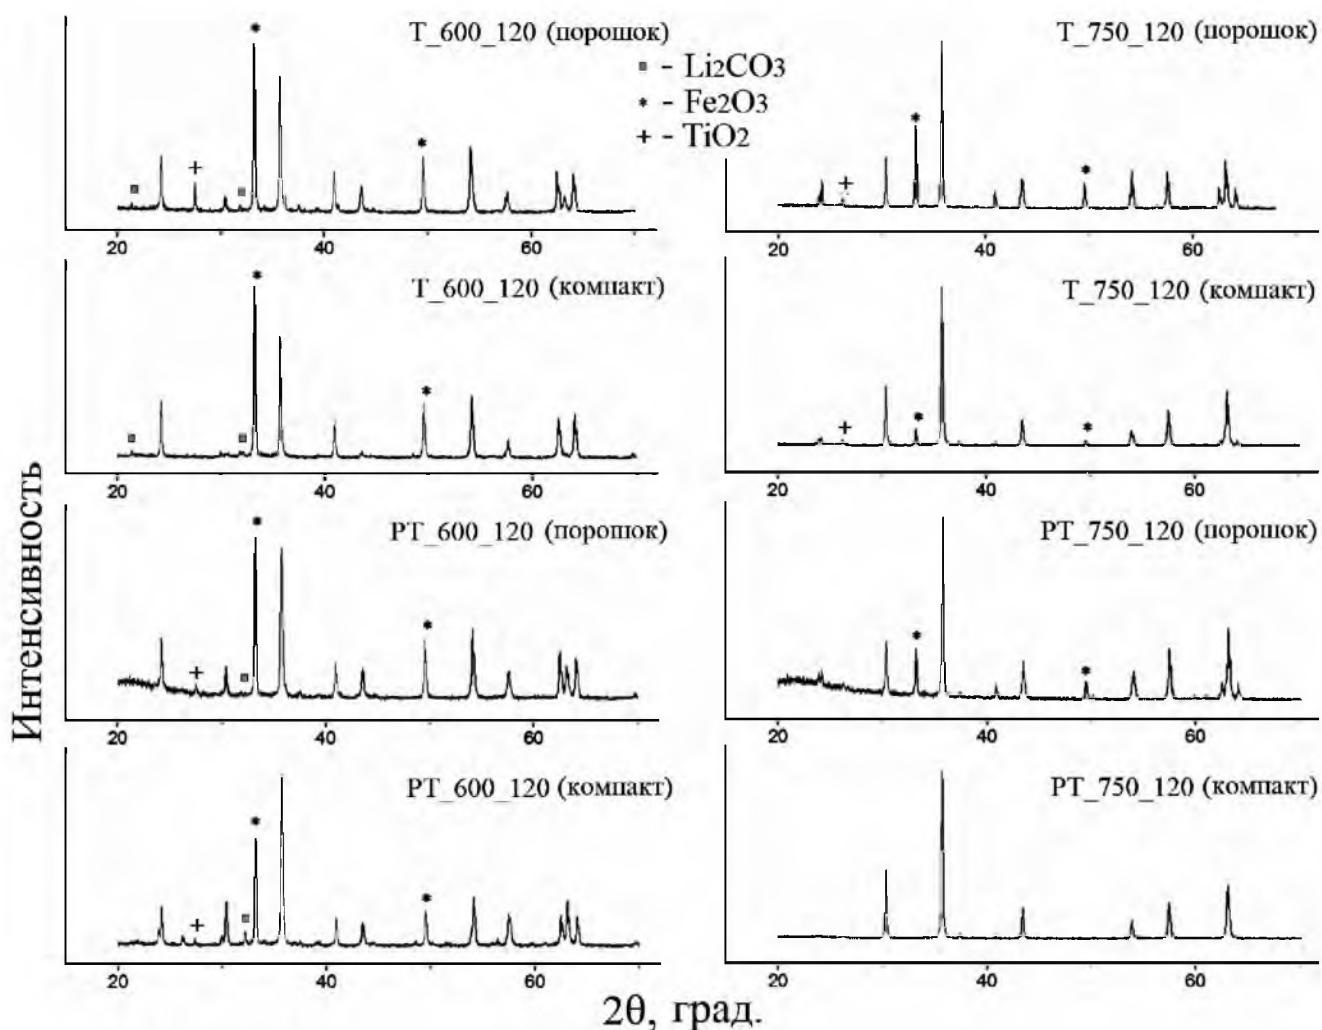 T_600_120 (порошок)
▪ - Li2CO3
* - Fe2O3
+ - TiO2
* * ▪ + ▪
20 40 60
T_750_120 (порошок)
* * +
20 40 60
T_600_120 (компакт)
* * ▪ ▪
20 40 60
T_750_120 (компакт)
* * +
20 40 60
PT_600_120 (порошок)
* * + ▪
20 40 60
PT_750_120 (порошок)
* *
20 40 60
PT_600_120 (компакт)
* * + ▪
20 40 60
PT_750_120 (компакт)
20 40 60
Интенсивность
2θ, град.